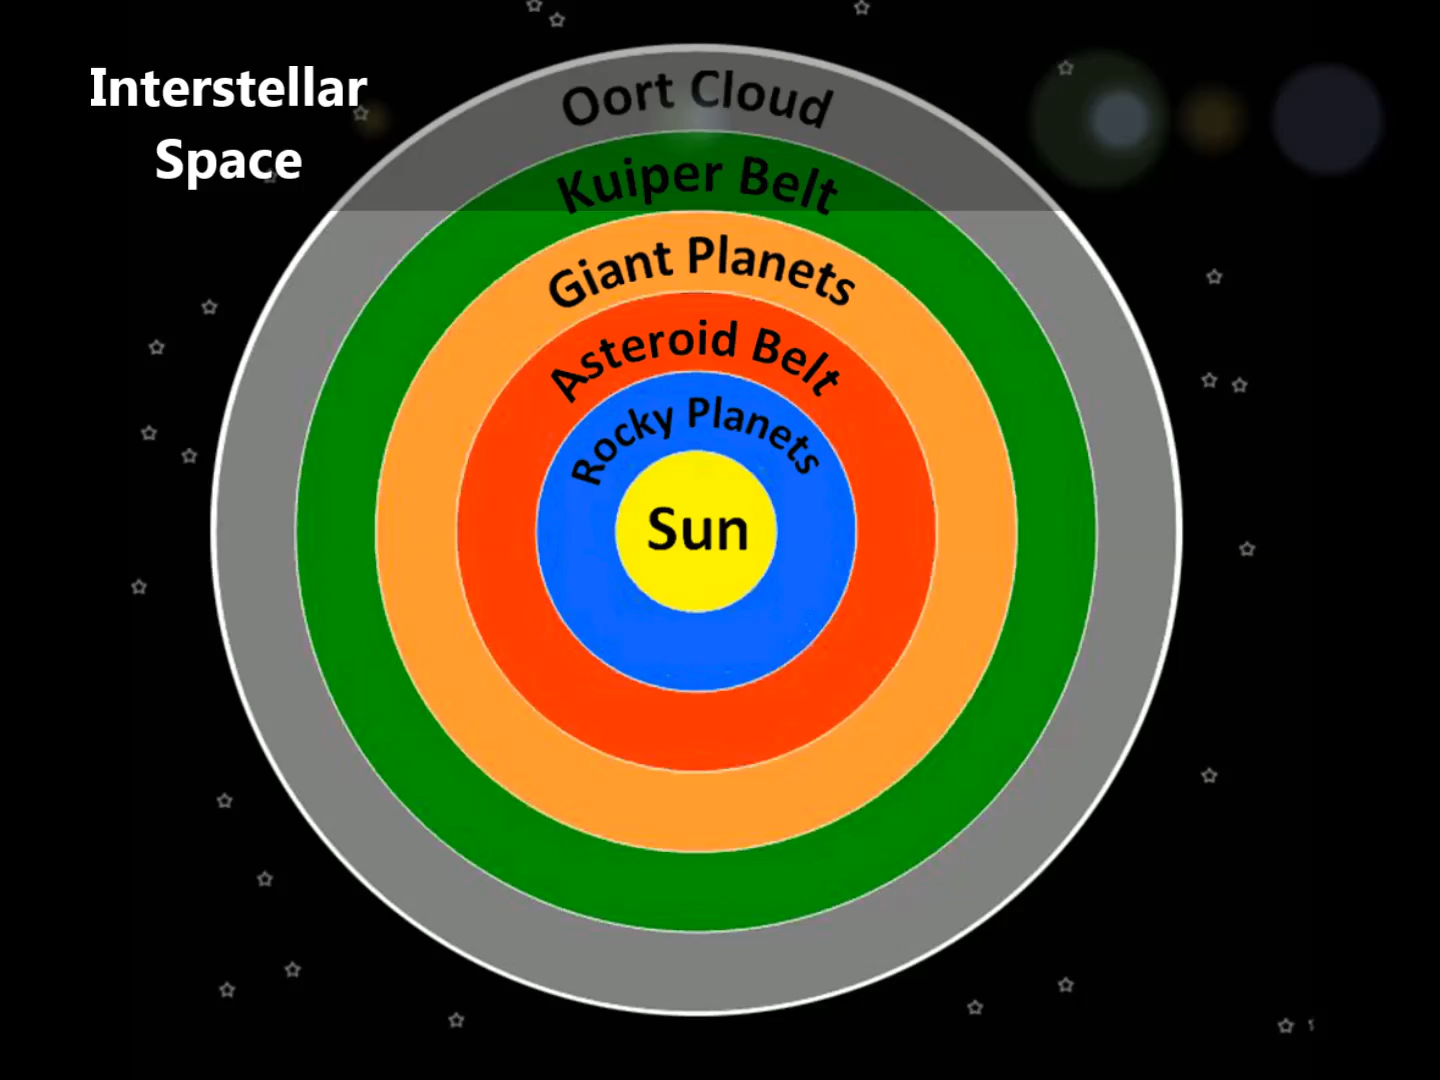 Interstellar
Space
Oort Cloud
Kuiper Belt
Giant Planets
Asteroid Belt
Rocky Planets
Sun